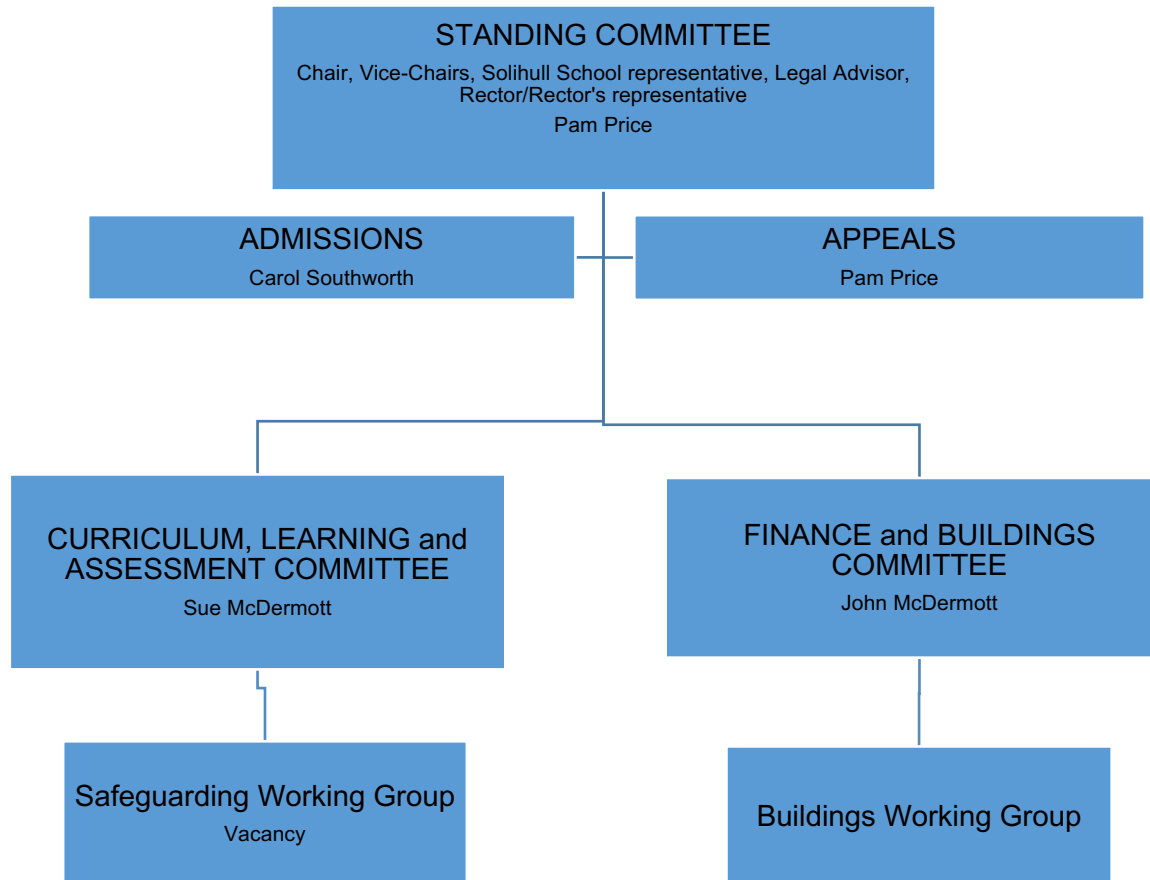 STANDING COMMITTEE
Chair, Vice-Chairs, Solihull School representative, Legal Advisor,
Rector/Rector's representative
Pam Price
ADMISSIONS
Carol Southworth
APPEALS
Pam Price
CURRICULUM, LEARNING and
ASSESSMENT COMMITTEE
Sue McDermott
FINANCE and BUILDINGS
COMMITTEE
John McDermott
Safeguarding Working Group
Vacancy
Buildings Working Group